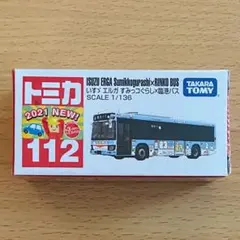 トミカ
ISUZU ERGA Sumikkogurashi×RINKO BUS
いすゞ エルガ すみっコぐらし×臨港バス
SCALE 1/136
TAKARA TOMY
2021 NEW!
112